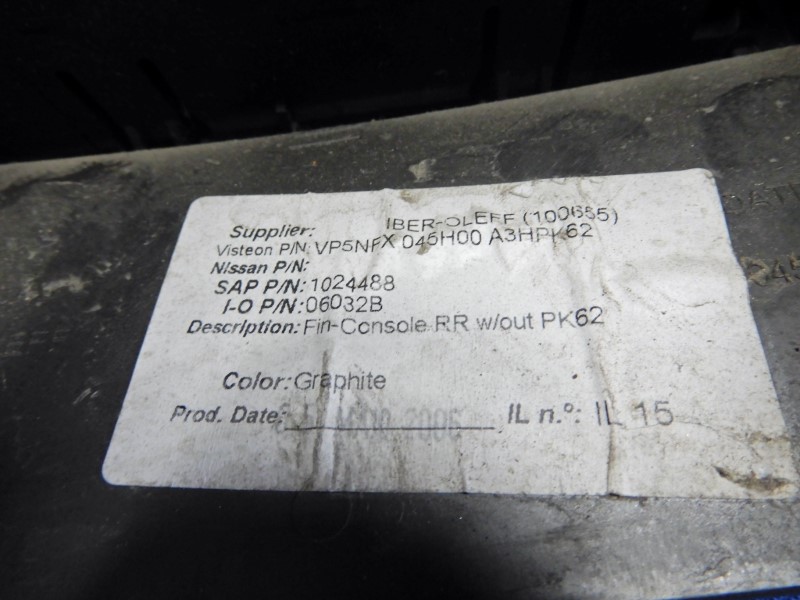 Supplier: IBER-OLEFF (100655)
Visteon P/N: VP5NFX 045H00 A3HPK62
Nissan P/N:
SAP P/N: 1024488
I-O P/N: 06032B
Description: Fin-Console RR w/out PK62
Color: Graphite
Prod. Date: 2006 IL n.º: IL 15